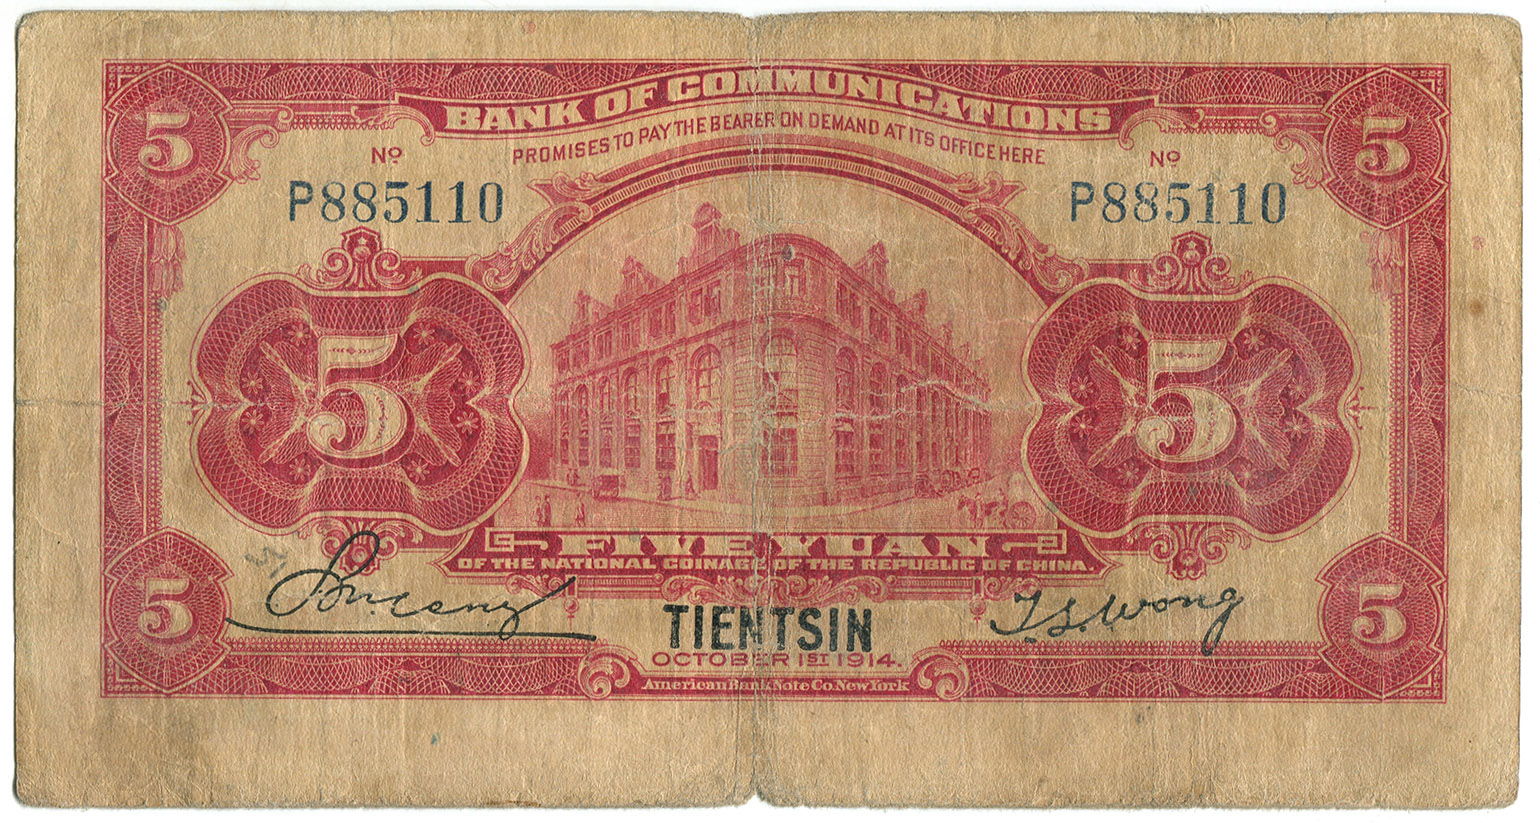 BANK OF COMMUNICATIONS
PROMISES TO PAY THE BEARER ON DEMAND AT ITS OFFICE HERE
5 5
Nº Nº
P885110 P885110
5 5
FIVE YUAN
OF THE NATIONAL COINAGE OF THE REPUBLIC OF CHINA
T.S. Wong
5 5
TIENTSIN
OCTOBER 1ST 1914.
American Bank Note Co. New York